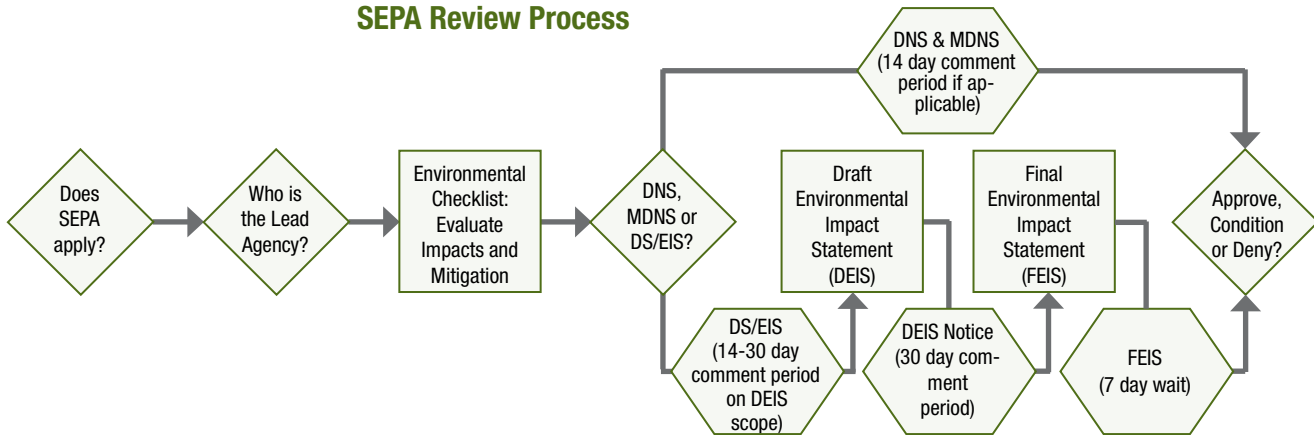 SEPA Review Process
DNS & MDNS
(14 day comment
period if ap-
plicable)
Does
SEPA
apply?
Who is
the Lead
Agency?
Environmental
Checklist:
Evaluate
Impacts and
Mitigation
DNS,
MDNS or
DS/EIS?
Draft
Environmental
Impact
Statement
(DEIS)
Final
Environmental
Impact
Statement
(FEIS)
Approve,
Condition
or Deny?
DS/EIS
(14-30 day
comment period
on DEIS
scope)
DEIS Notice
(30 day com-
ment
period)
FEIS
(7 day wait)